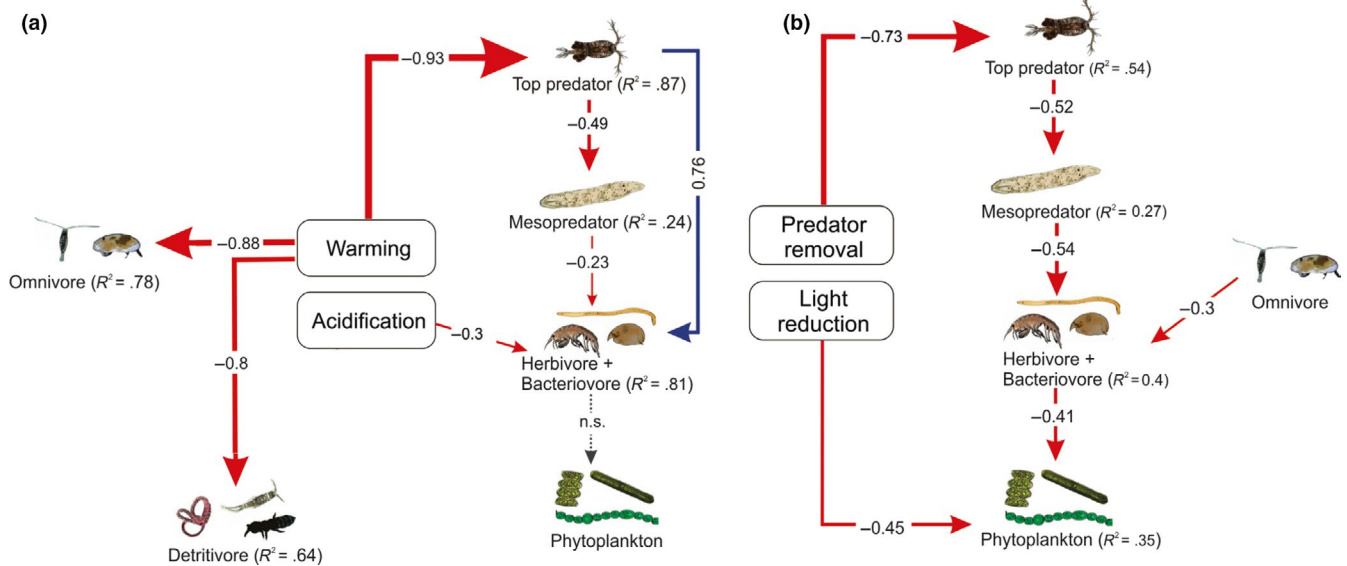 (a)
−0.93
Top predator (R² = .87)
−0.49
0.76
Mesopredator (R² = .24)
Warming
−0.88
Omnivore (R² = .78)
−0.23
Acidification
−0.3
−0.8
Herbivore +
Bacteriovore (R² = .81)
n.s.
Detritivore (R² = .64)
Phytoplankton
(b)
−0.73
Top predator (R² = .54)
−0.52
Mesopredator (R² = 0.27)
Predator
removal
−0.54
Light
reduction
Omnivore
−0.3
Herbivore +
Bacteriovore (R² = 0.4)
−0.41
−0.45
Phytoplankton (R² = .35)